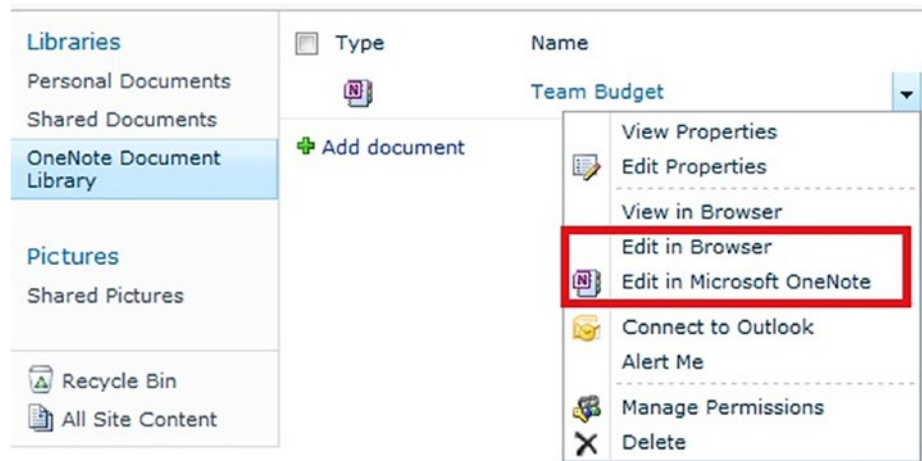 Libraries
Personal Documents
Shared Documents
OneNote Document
Library
Pictures
Shared Pictures
Recycle Bin
All Site Content
Type Name
Team Budget
Add document
View Properties
Edit Properties
View in Browser
Edit in Browser
Edit in Microsoft OneNote
Connect to Outlook
Alert Me
Manage Permissions
Delete